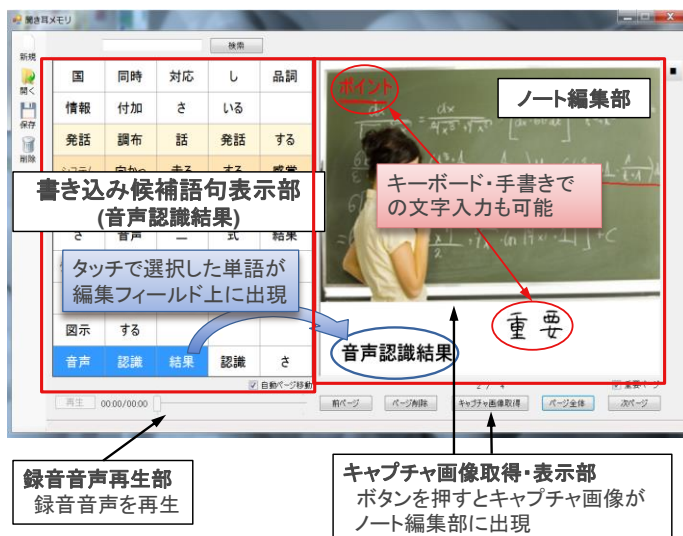 聞き耳メモリ
新規
開く
保存
削除
検索
国 同時 対応 し 品詞
情報 付加 さ いる
発話 調布 話 発話 する
書き込み候補語句表示部
(音声認識結果)
さ 音声 二 式 結果
タッチで選択した単語が
編集フィールド上に出現
図示 する
音声 認識 結果 認識 さ
自動ページ移動
再生 00:00/00:00
ポイント
ノート編集部
キーボード・手書きで
の文字入力も可能
重要
音声認識結果
2 / 4
重要ページ
前ページ ページ削除 キャプチャ画像取得 ページ全体 次ページ
録音音声再生部
録音音声を再生
キャプチャ画像取得・表示部
ボタンを押すとキャプチャ画像が
ノート編集部に出現